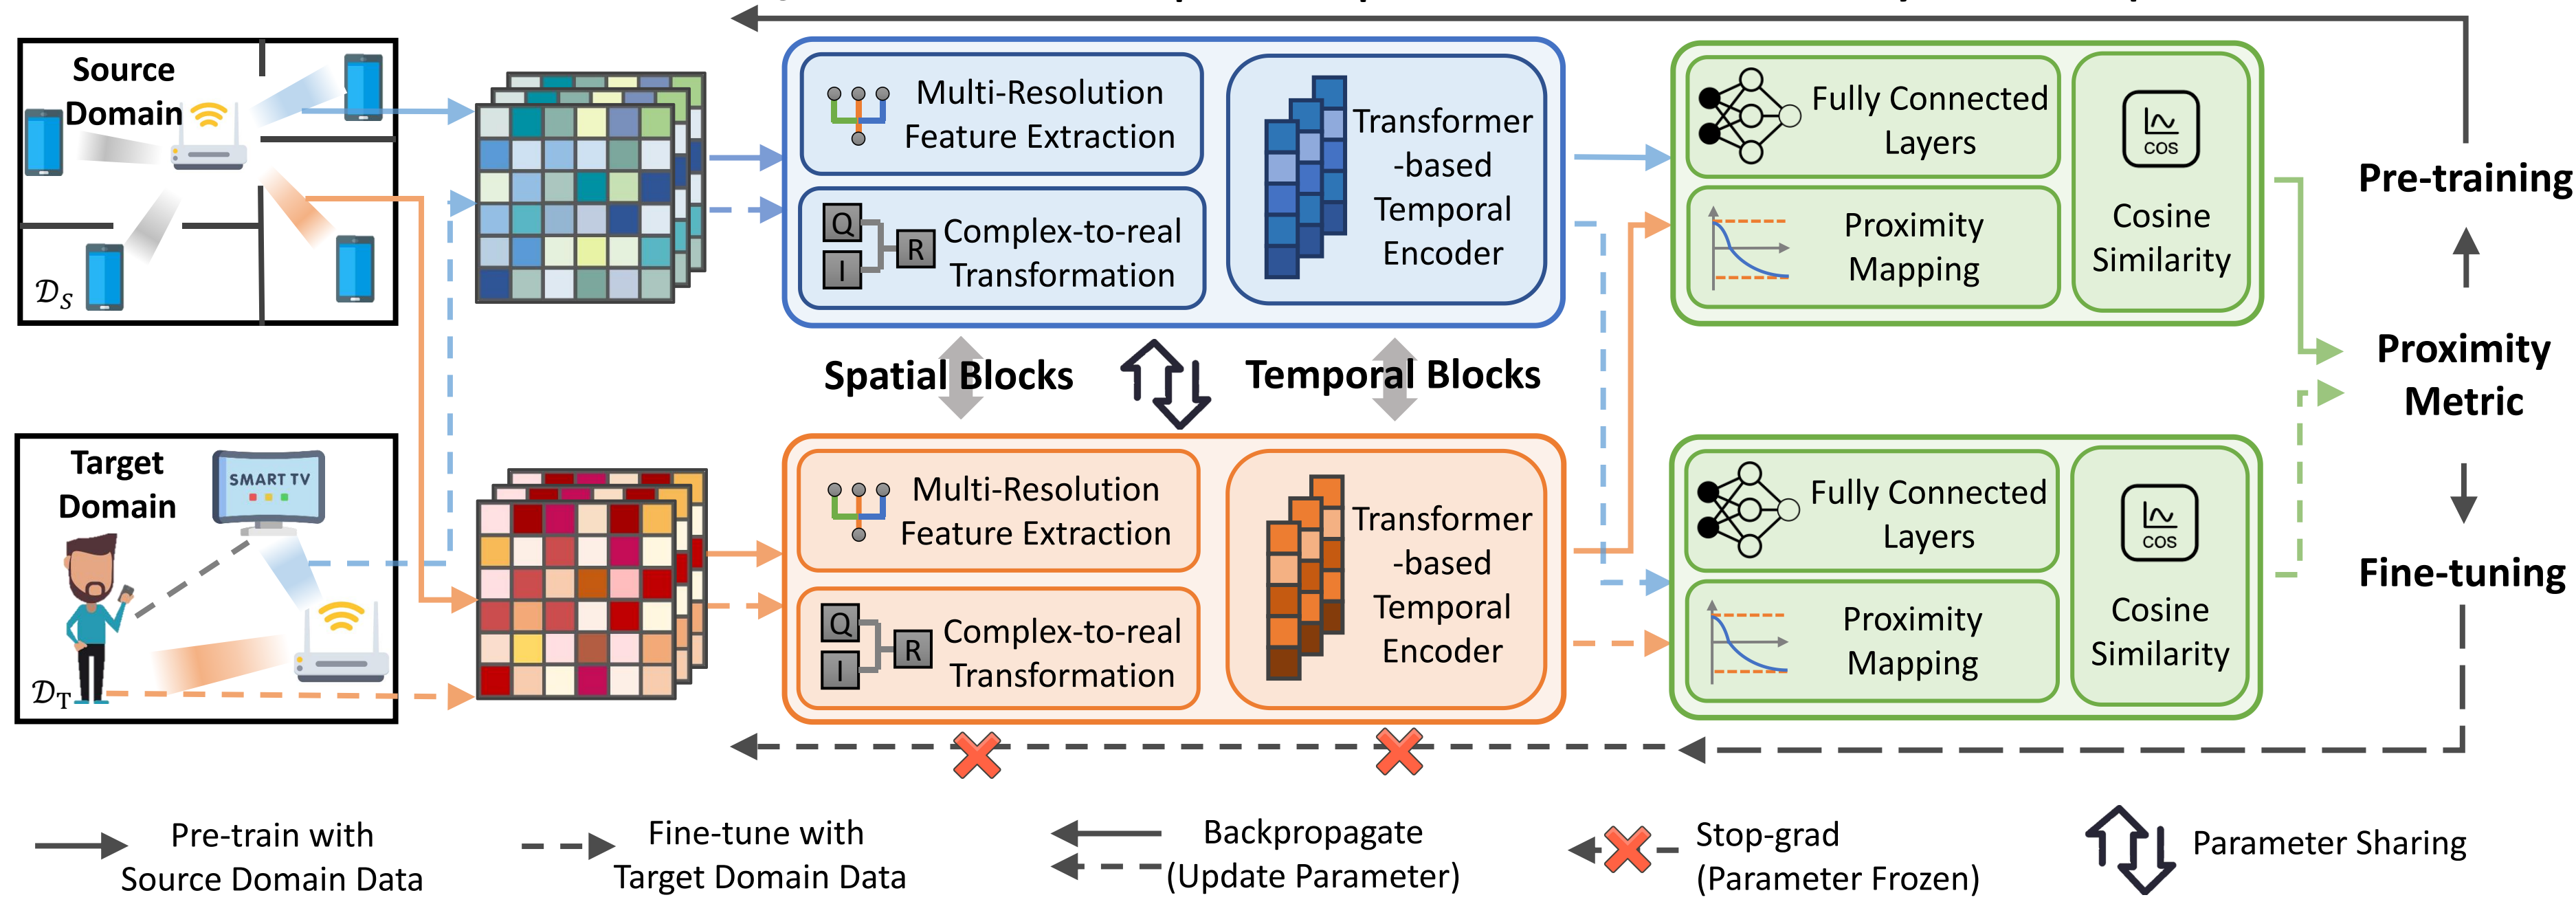 Source
Domain
𝒟S
Multi-Resolution
Feature Extraction
Q
I
R
Complex-to-real
Transformation
Transformer
-based
Temporal
Encoder
Fully Connected
Layers
Proximity
Mapping
COS
Cosine
Similarity
Pre-training
Proximity
Metric
Fine-tuning
Spatial Blocks
Temporal Blocks
Target
Domain
SMART TV
𝒟T
Multi-Resolution
Feature Extraction
Q
I
R
Complex-to-real
Transformation
Transformer
-based
Temporal
Encoder
Fully Connected
Layers
Proximity
Mapping
COS
Cosine
Similarity
Pre-train with
Source Domain Data
Fine-tune with
Target Domain Data
Backpropagate
(Update Parameter)
Stop-grad
(Parameter Frozen)
Parameter Sharing